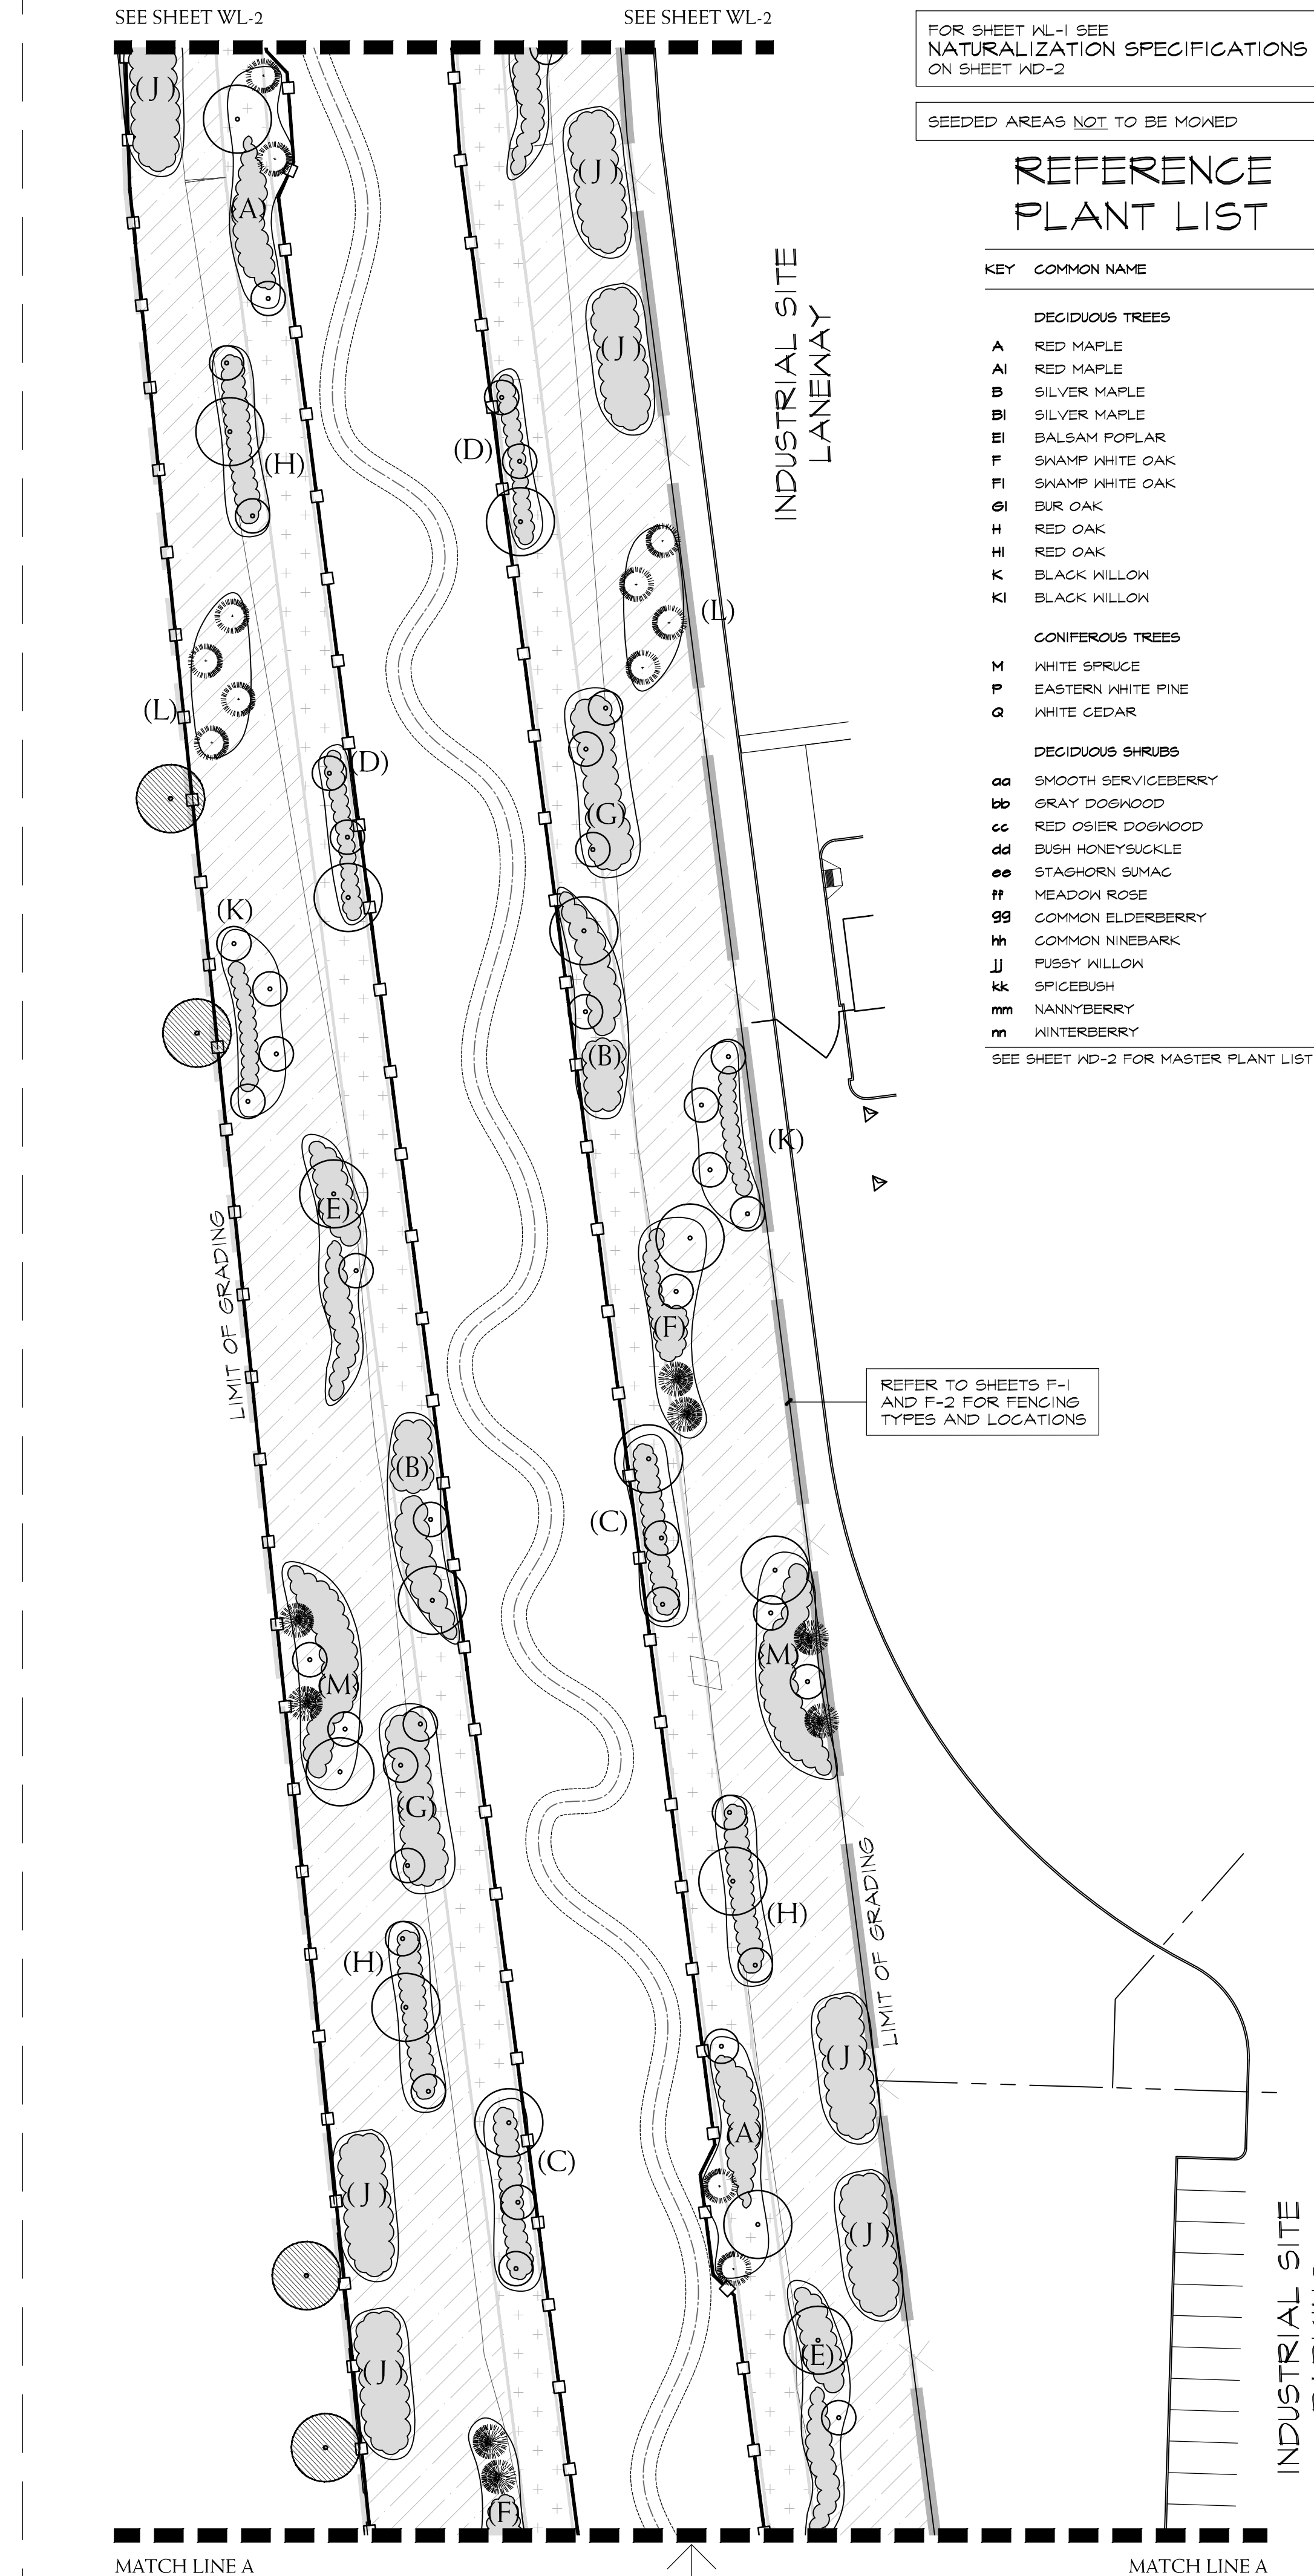 SEE SHEET WL-2
SEE SHEET WL-2
FOR SHEET WL-1 SEE
NATURALIZATION SPECIFICATIONS
ON SHEET WD-2
SEEDED AREAS NOT TO BE MOWED
REFERENCE
PLANT LIST
KEY COMMON NAME
DECIDUOUS TREES
A RED MAPLE
A1 RED MAPLE
B SILVER MAPLE
B1 SILVER MAPLE
E1 BALSAM POPLAR
F SWAMP WHITE OAK
F1 SWAMP WHITE OAK
G1 BUR OAK
H RED OAK
H1 RED OAK
K BLACK WILLOW
K1 BLACK WILLOW
CONIFEROUS TREES
M WHITE SPRUCE
P EASTERN WHITE PINE
Q WHITE CEDAR
DECIDUOUS SHRUBS
aa SMOOTH SERVICEBERRY
bb GRAY DOGWOOD
cc RED OSIER DOGWOOD
dd BUSH HONEYSUCKLE
ee STAGHORN SUMAC
ff MEADOW ROSE
gg COMMON ELDERBERRY
hh COMMON NINEBARK
jj PUSSY WILLOW
kk SPICEBUSH
mm NANNYBERRY
nn WINTERBERRY
SEE SHEET WD-2 FOR MASTER PLANT LIST
INDUSTRIAL SITE
LANEWAY
(J)
(A)
(J)
(J)
(H)
(D)
(L)
(L)
(D)
(G)
(K)
(B)
(K)
(E)
LIMIT OF GRADING
(F)
REFER TO SHEETS F-1
AND F-2 FOR FENCING
TYPES AND LOCATIONS
(B)
(C)
(M)
(M)
(G)
(H)
(H)
LIMIT OF GRADING
(J)
(A)
(C)
(J)
(J)
(E)
(J)
(F)
INDUSTRIAL SITE
MATCH LINE A
MATCH LINE A